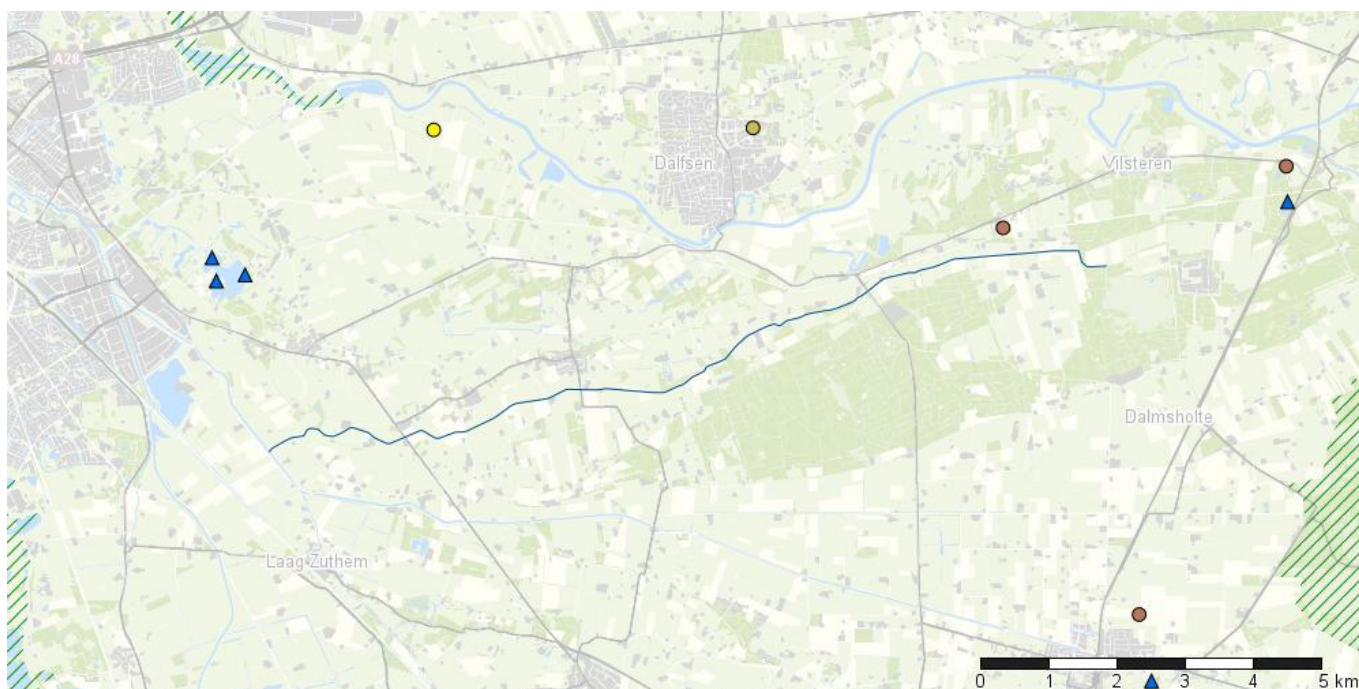 A28
Dalfsen
Vilsteren
Dalmsholte
Laag Zuthem
0 1 2 3 4 5 km